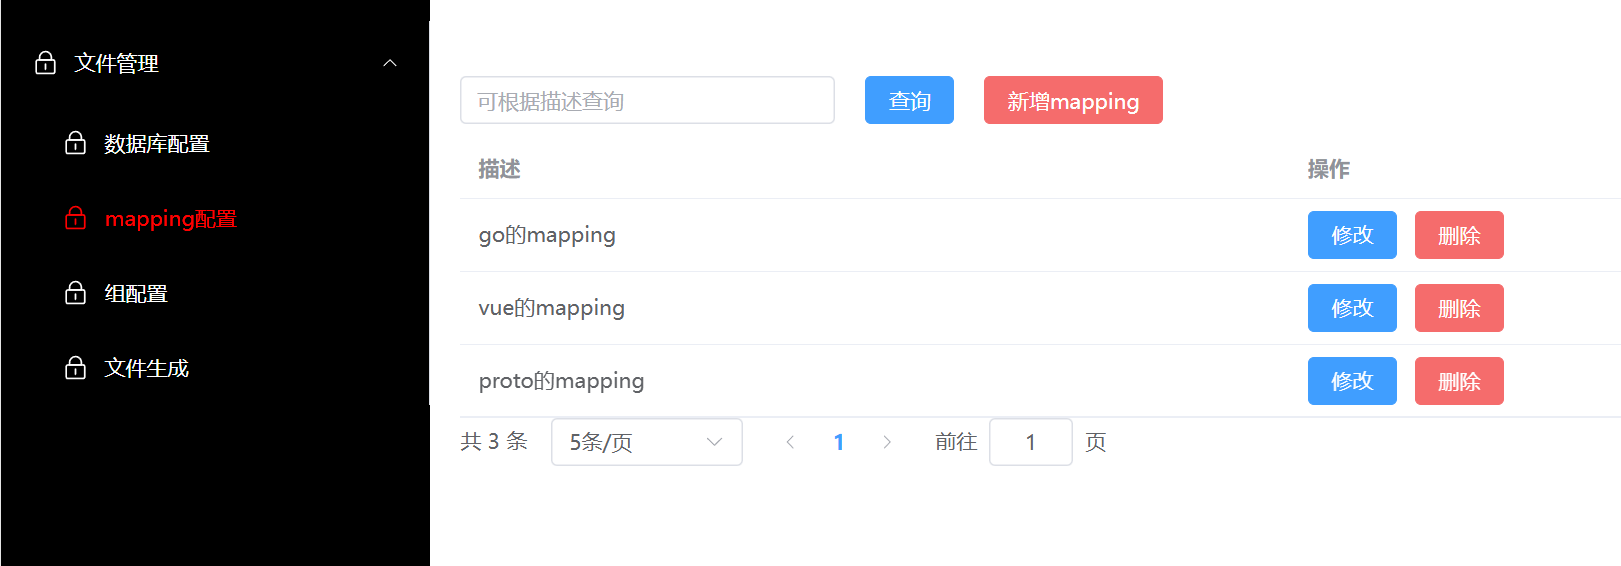 文件管理
数据库配置
mapping配置
组配置
文件生成
可根据描述查询 查询 新增mapping
描述 操作
go的mapping 修改 删除
vue的mapping 修改 删除
proto的mapping 修改 删除
共 3 条 5条/页 1 前往 1 页